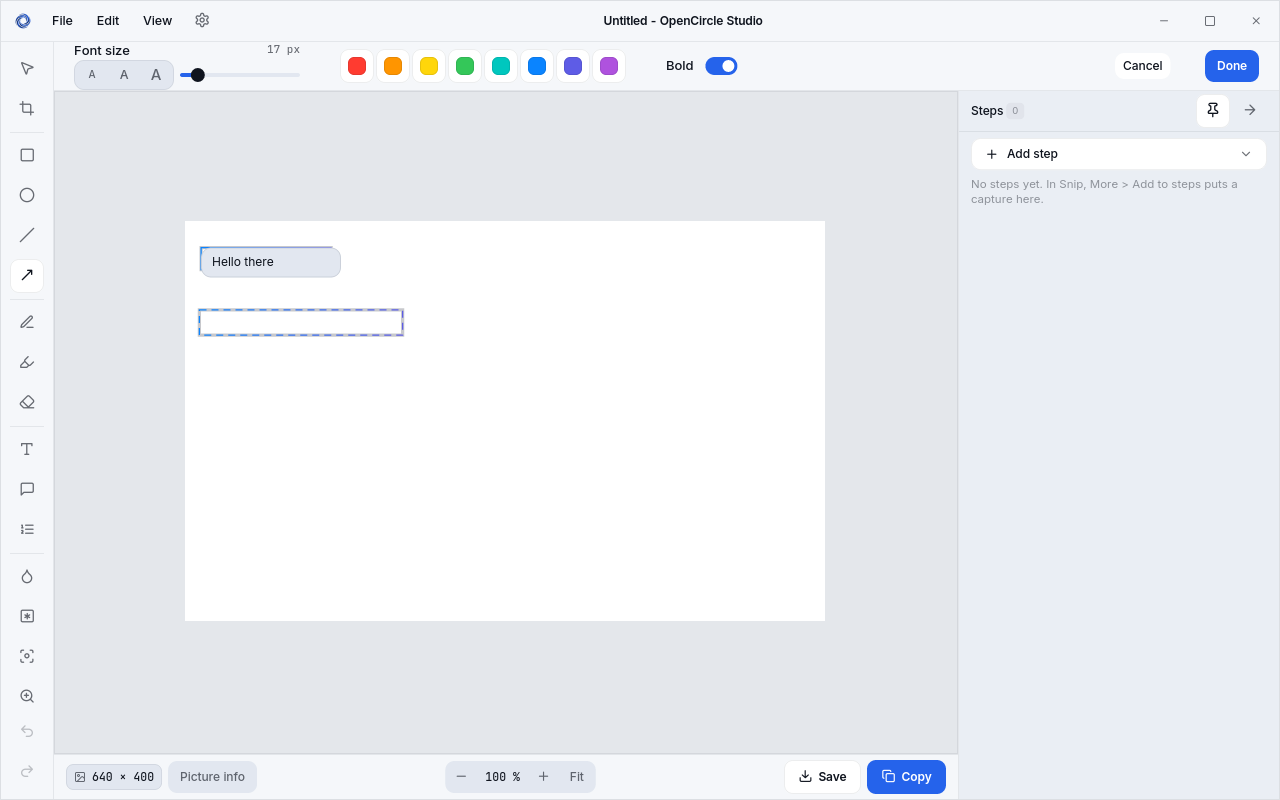 File Edit View
Untitled - OpenCircle Studio
Font size 17 px
A A A
Bold
Cancel
Done
Steps 0
Add step
No steps yet. In Snip, More > Add to steps puts a
capture here.
Hello there
640 × 400
Picture info
100 %
Fit
Save
Copy